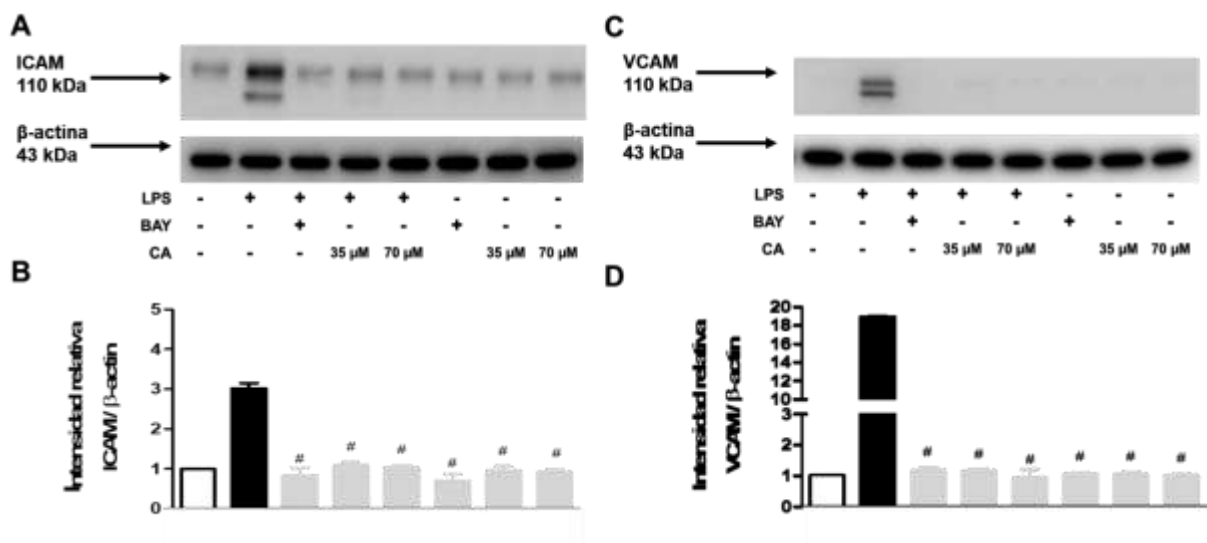 A
ICAM
110 kDa
β-actina
43 kDa
LPS - + + + + - - -
BAY - - + - - + - -
CA - - - 35 µM 70 µM - 35 µM 70 µM
B
Intensidad relativa
ICAM/ β-actin
5
4
3
2
1
0
# # # # # #
C
VCAM
110 kDa
β-actina
43 kDa
LPS - + + + + - - -
BAY - - + - - + - -
CA - - - 35 µM 70 µM - 35 µM 70 µM
D
Intensidad relativa
VCAM/ β-actin
20
18
16
14
12
10
3
2
1
0
# # # # # #